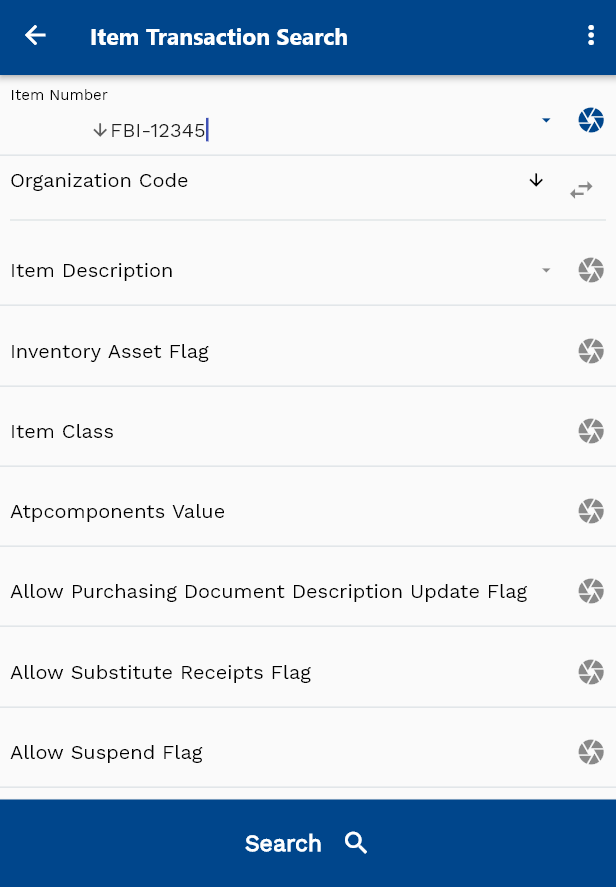 Item Transaction Search
Item Number
FBI-12345
Organization Code
Item Description
Inventory Asset Flag
Item Class
Atpcomponents Value
Allow Purchasing Document Description Update Flag
Allow Substitute Receipts Flag
Allow Suspend Flag
Search